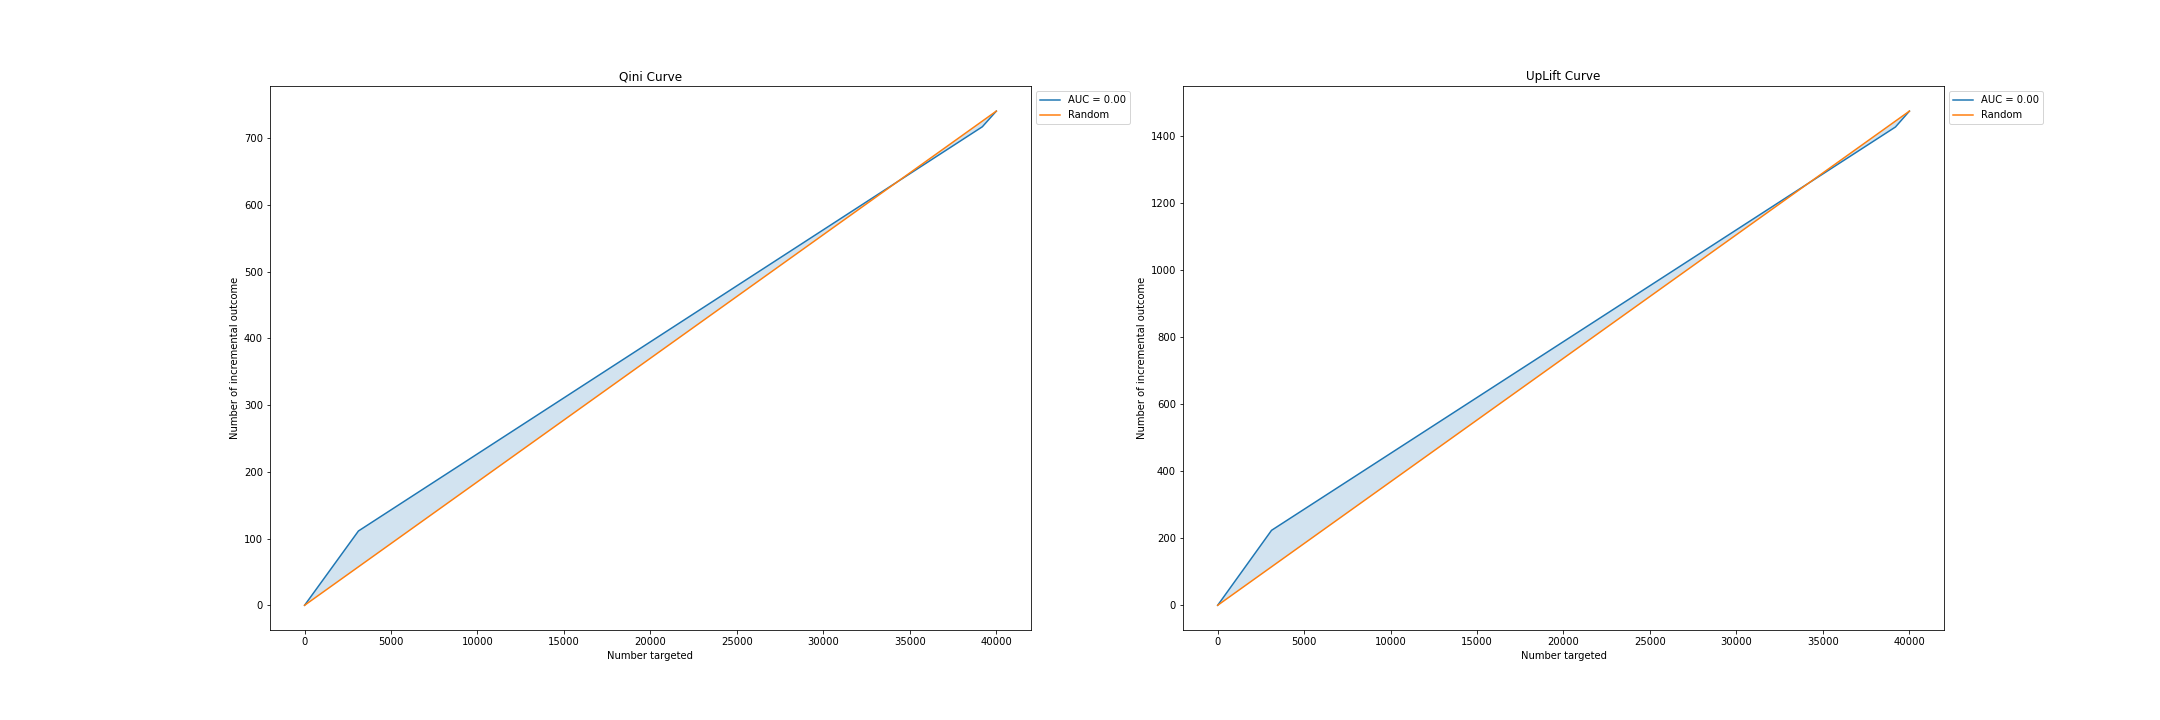 Qini Curve
AUC = 0.00
Random
700
600
500
400
300
200
100
0
Number of incremental outcome
0 5000 10000 15000 20000 25000 30000 35000 40000
Number targeted
UpLift Curve
AUC = 0.00
Random
1400
1200
1000
800
600
400
200
0
Number of incremental outcome
0 5000 10000 15000 20000 25000 30000 35000 40000
Number targeted